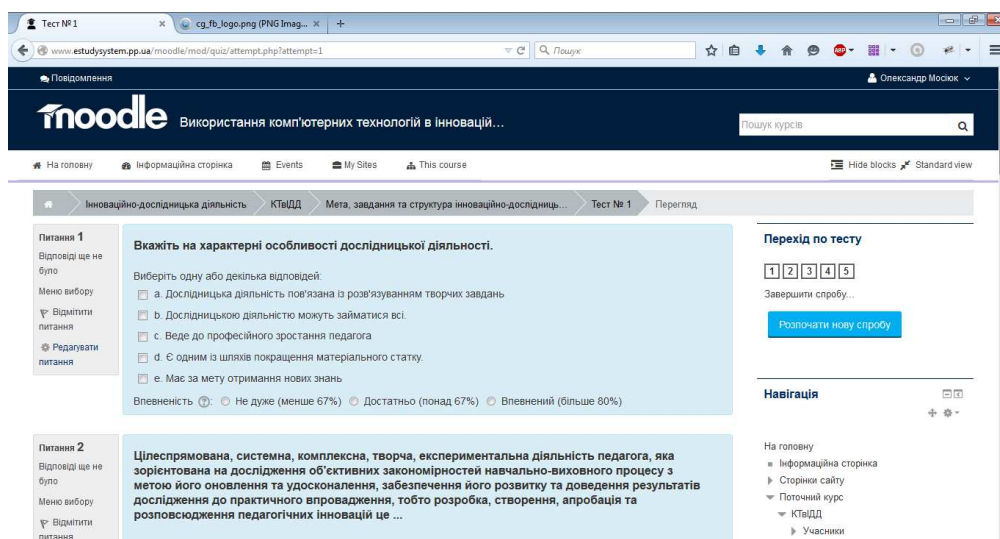 Тест № 1
cg_fb_logo.png (PNG Imag...
www.estudysystem.pp.ua/moodle/mod/quiz/attempt.php?attempt=1
Пошук
ABP
Повідомлення
Олександр Мосіюк
moodle
Використання комп'ютерних технологій в інновацій...
Пошук курсів
На головну
Інформаційна сторінка
Events
My Sites
This course
Hide blocks
Standard view
Інноваційно-дослідницька діяльність
КТвІДД
Мета, завдання та структура інноваційно-дослідниць...
Тест № 1
Перегляд
Питання 1
Відповіді ще не
було
Меню вибору
Відмітити
питання
Редагувати
питання
Вкажіть на характерні особливості дослідницької діяльності.
Виберіть одну або декілька відповідей:
a. Дослідницька діяльність пов'язана із розв'язуванням творчих завдань
b. Дослідницькою діяльністю можуть займатися всі.
c. Веде до професійного зростання педагога
d. Є одним із шляхів покращення матеріального статку.
e. Має за мету отримання нових знань
Впевненість (?): Не дуже (менше 67%) Достатньо (понад 67%) Впевнений (більше 80%)
Перехід по тесту
1 2 3 4 5
Завершити спробу...
Розпочати нову спробу
Навігація
На головну
Інформаційна сторінка
Сторінки сайту
Поточний курс
КТвІДД
Учасники
Питання 2
Відповіді ще не
було
Меню вибору
Відмітити
питання
Цілеспрямована, системна, комплексна, творча, експериментальна діяльність педагога, яка
зорієнтована на дослідження об'єктивних закономірностей навчально-виховного процесу з
метою його оновлення та удосконалення, забезпечення його розвитку та доведення результатів
дослідження до практичного впровадження, тобто розробка, створення, апробація та
розповсюдження педагогічних інновацій це ...